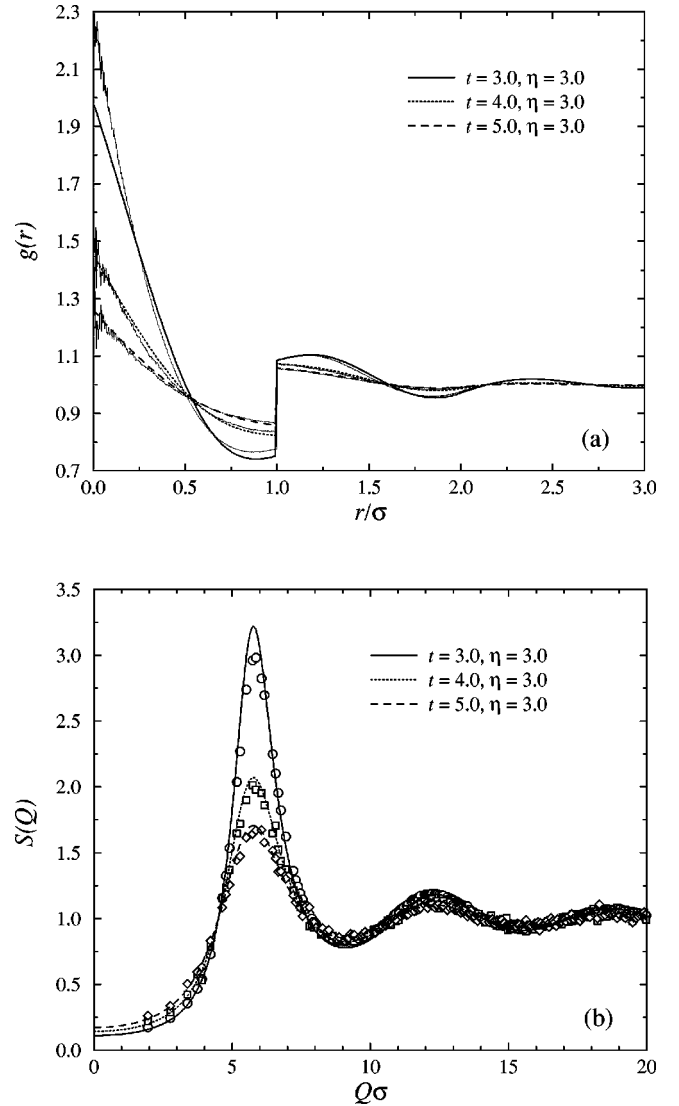 2.3
2.1
1.9
1.7
1.5
1.3
1.1
0.9
0.7
g(r)
t = 3.0, η = 3.0
t = 4.0, η = 3.0
t = 5.0, η = 3.0
(a)
0.0 0.5 1.0 1.5 2.0 2.5 3.0
r/σ
3.5
3.0
2.5
2.0
1.5
1.0
0.5
0.0
S(Q)
t = 3.0, η = 3.0
t = 4.0, η = 3.0
t = 5.0, η = 3.0
(b)
0 5 10 15 20
Qσ